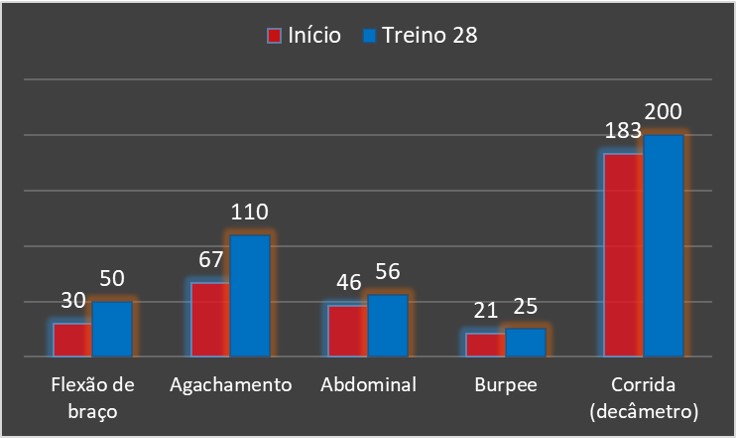 Início Treino 28
30 50 67 110 46 56 21 25 183 200
Flexão de braço
Agachamento
Abdominal
Burpee
Corrida
(decâmetro)